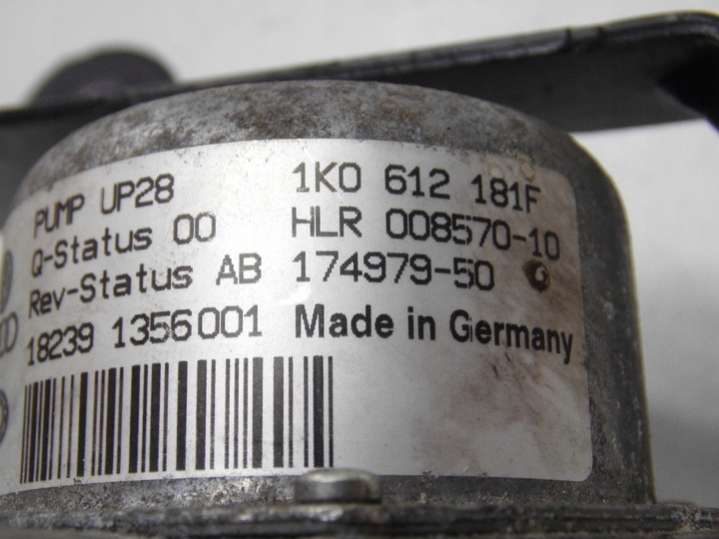 PUMP UP28 1K0 612 181F
Q-Status 00 HLR 008570-10
Rev-Status AB 174979-50
18239 1356001 Made in Germany